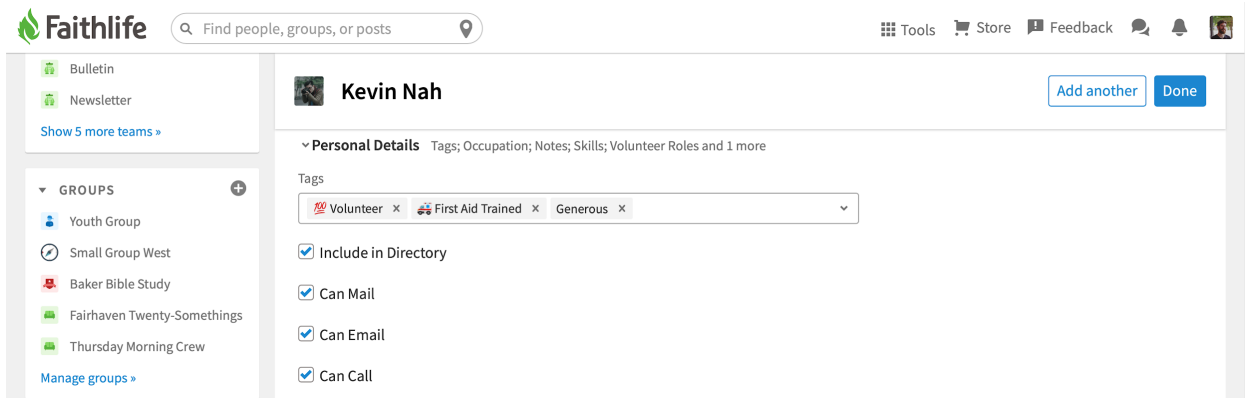 Faithlife
Find people, groups, or posts
Tools
Store
Feedback
Bulletin
Newsletter
Show 5 more teams »
GROUPS
Youth Group
Small Group West
Baker Bible Study
Fairhaven Twenty-Somethings
Thursday Morning Crew
Manage groups »
Kevin Nah
Add another
Done
Personal Details Tags; Occupation; Notes; Skills; Volunteer Roles and 1 more
Tags
💯 Volunteer × 🚑 First Aid Trained × Generous ×
Include in Directory
Can Mail
Can Email
Can Call